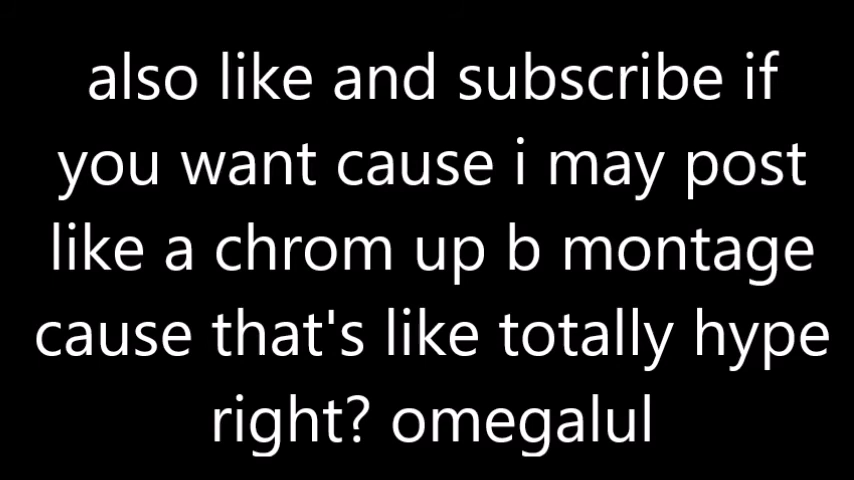 also like and subscribe if
you want cause i may post
like a chrom up b montage
cause that's like totally hype
right? omegalul